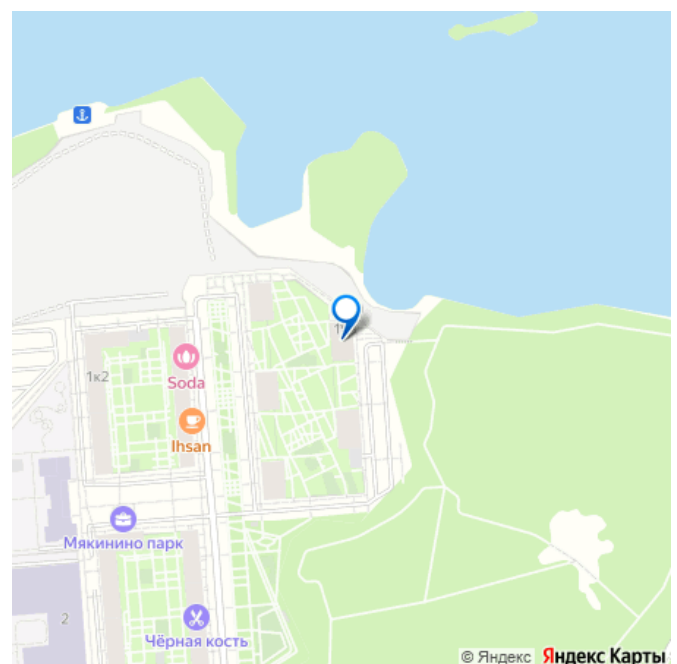 1к2
Soda
Ihsan
Мякинино парк
2
Чёрная кость
© Яндекс Яндекс Карты